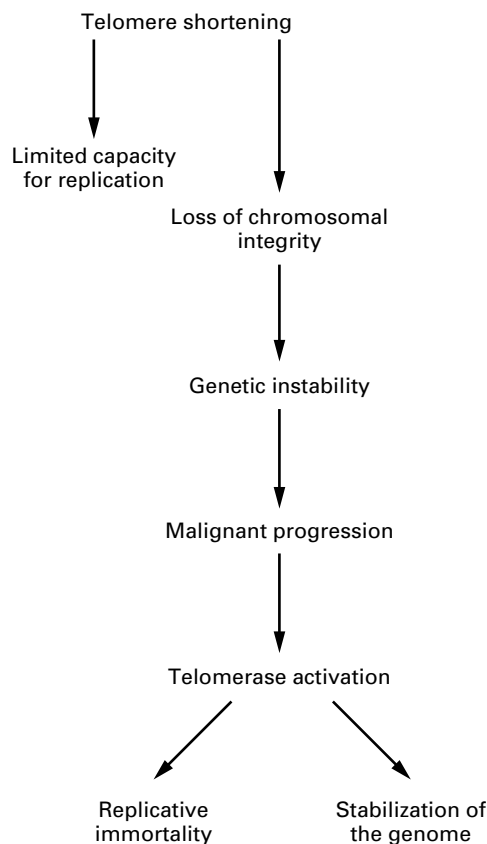 Telomere shortening
Limited capacity
for replication
Loss of chromosomal
integrity
Genetic instability
Malignant progression
Telomerase activation
Replicative
immortality
Stabilization of
the genome